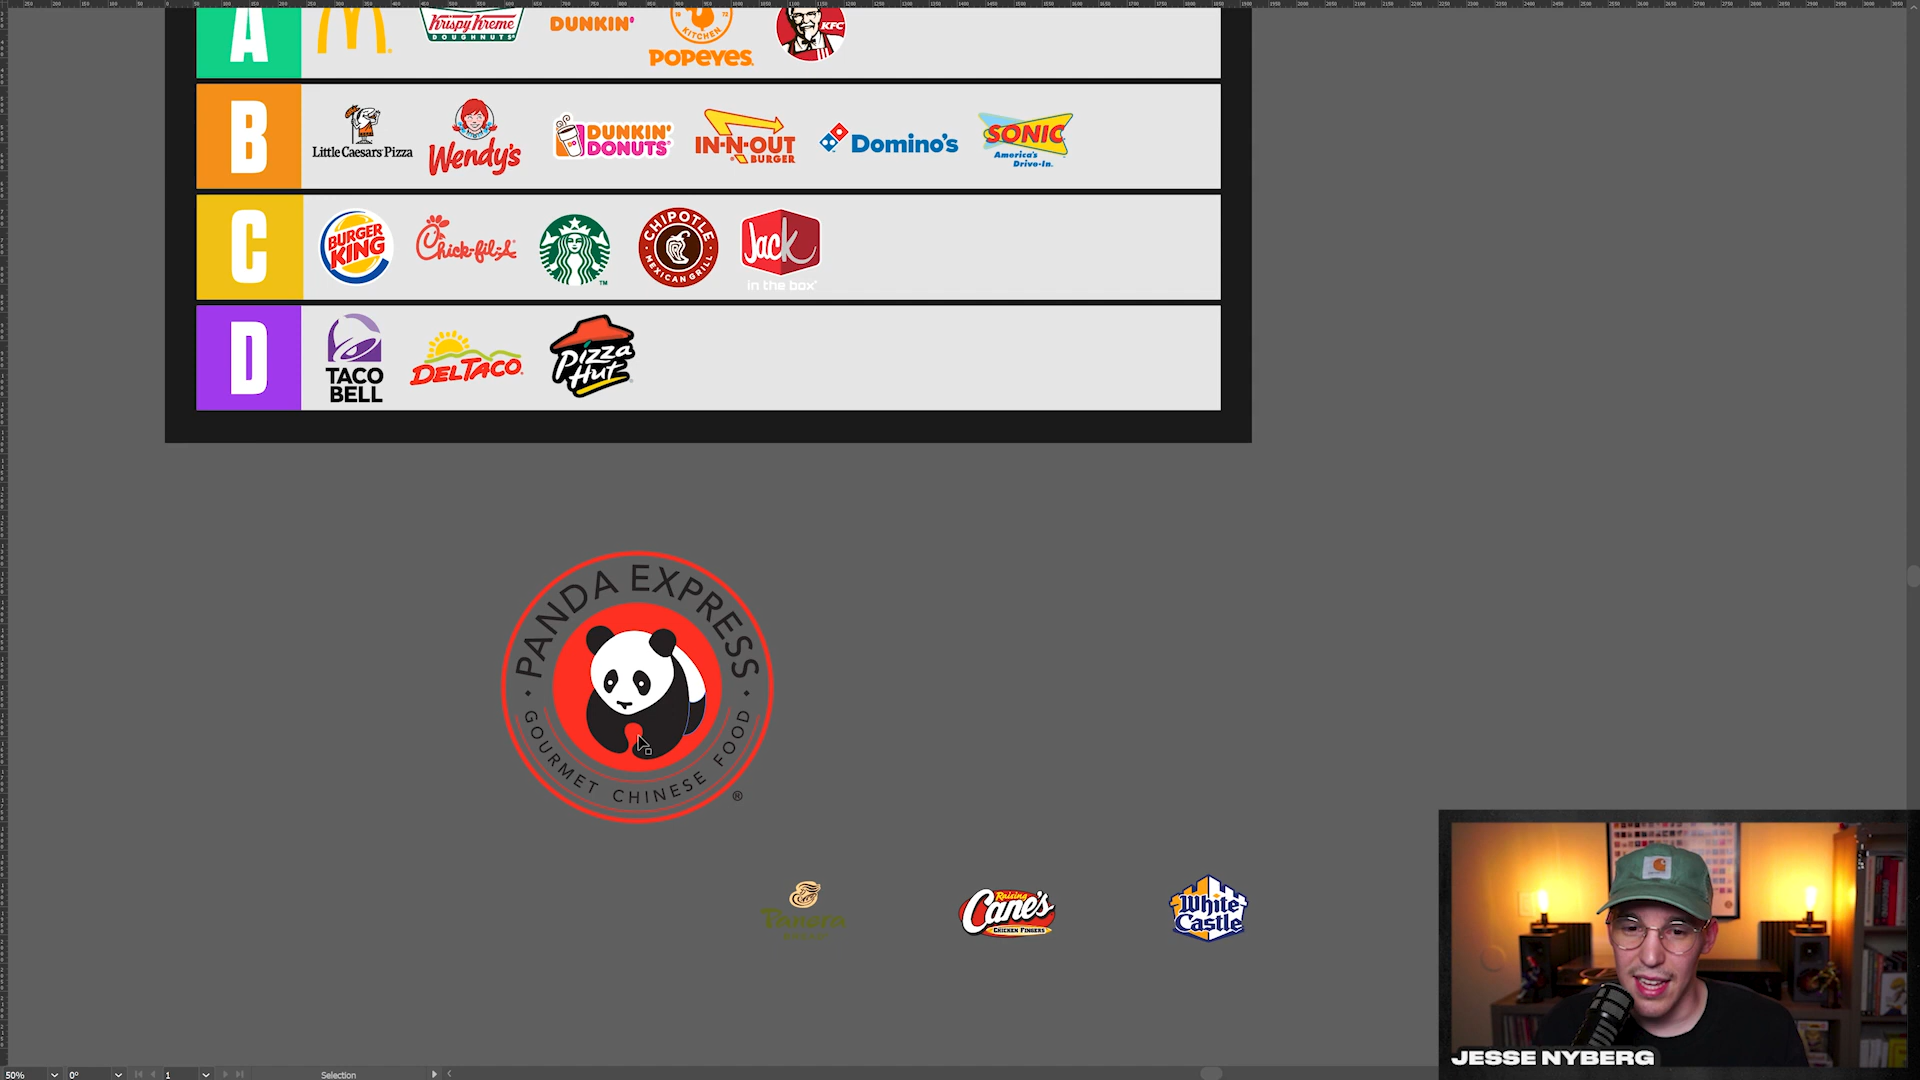 A
Krispy Kreme
DOUGHNUTS
DUNKIN'
KITCHEN
POPEYES
KFC
B
Little Caesars Pizza
Wendy's
DUNKIN'
DONUTS
IN-N-OUT
BURGER
Domino's
SONIC
America's
Drive-In.
C
BURGER
KING
Chick-fil-A
TM
CHIPOTLE
MEXICAN GRILL
Jack
in the box
D
TACO
BELL
DEL TACO
Pizza
Hut
PANDA EXPRESS
GOURMET CHINESE FOOD
®
Panera
Raising
Cane's
CHICKEN FINGERS
White
Castle
JESSE NYBERG
50%
0°
1
Selection